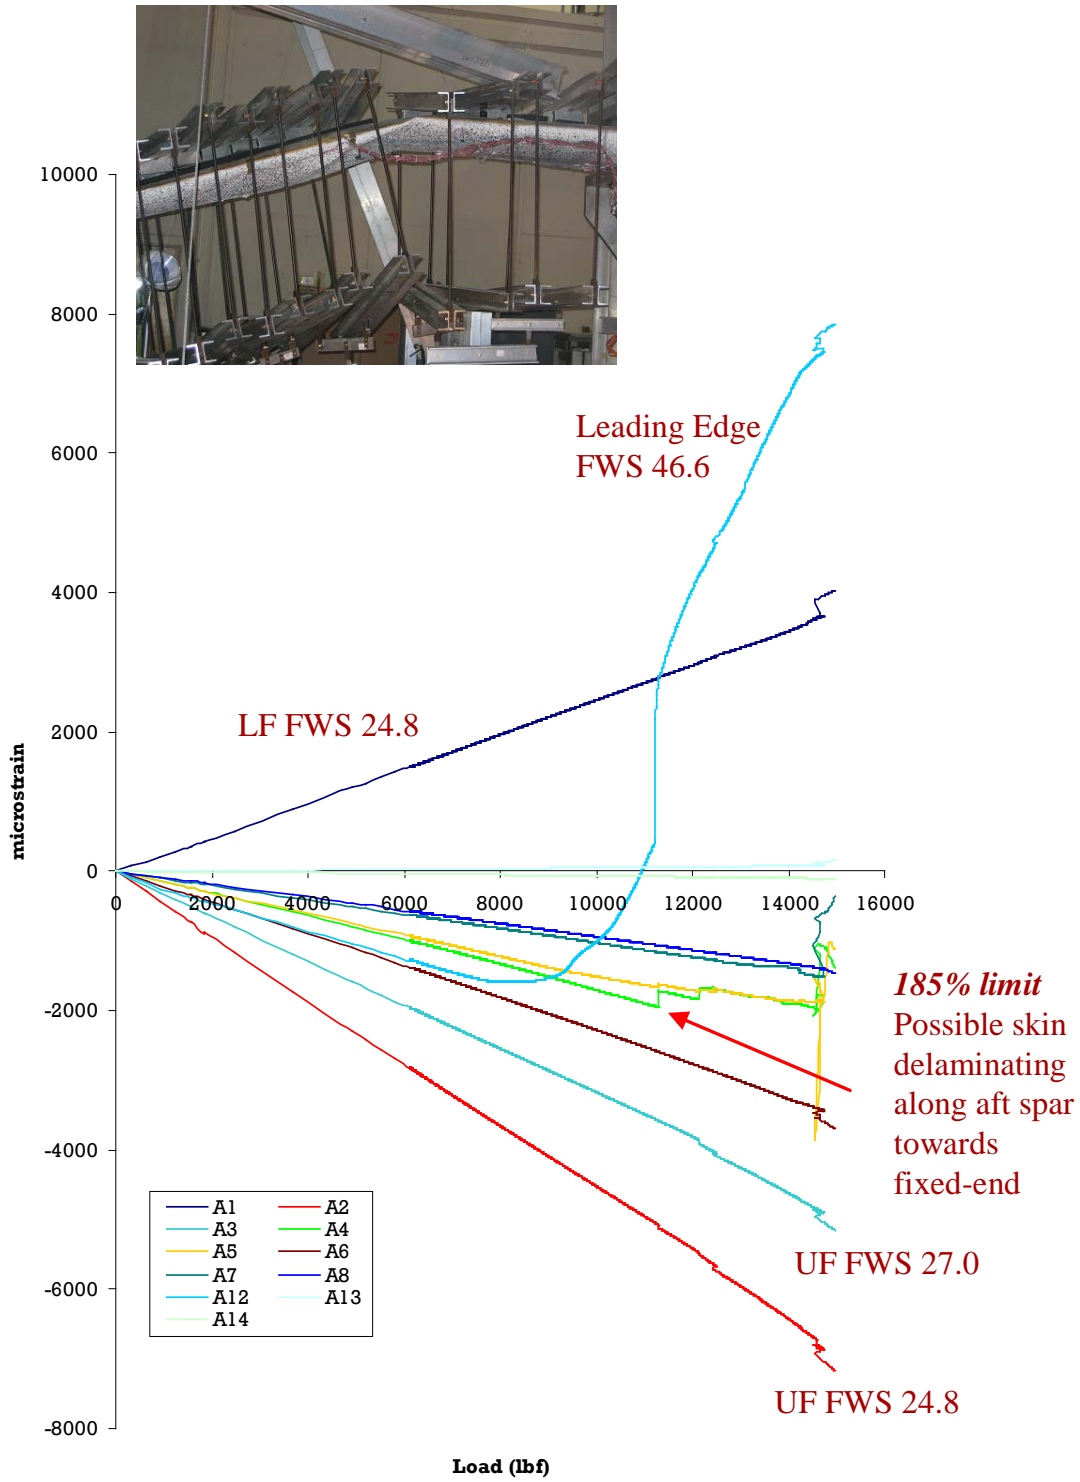 10000
8000
6000
4000
2000
0
-2000
-4000
-6000
-8000
microstrain
0
2000
4000
6000
8000
10000
12000
14000
16000
Load (lbf)
Leading Edge
FWS 46.6
LF FWS 24.8
185% limit
Possible skin
delaminating
along aft spar
towards
fixed-end
UF FWS 27.0
UF FWS 24.8
A1
A2
A3
A4
A5
A6
A7
A8
A12
A13
A14